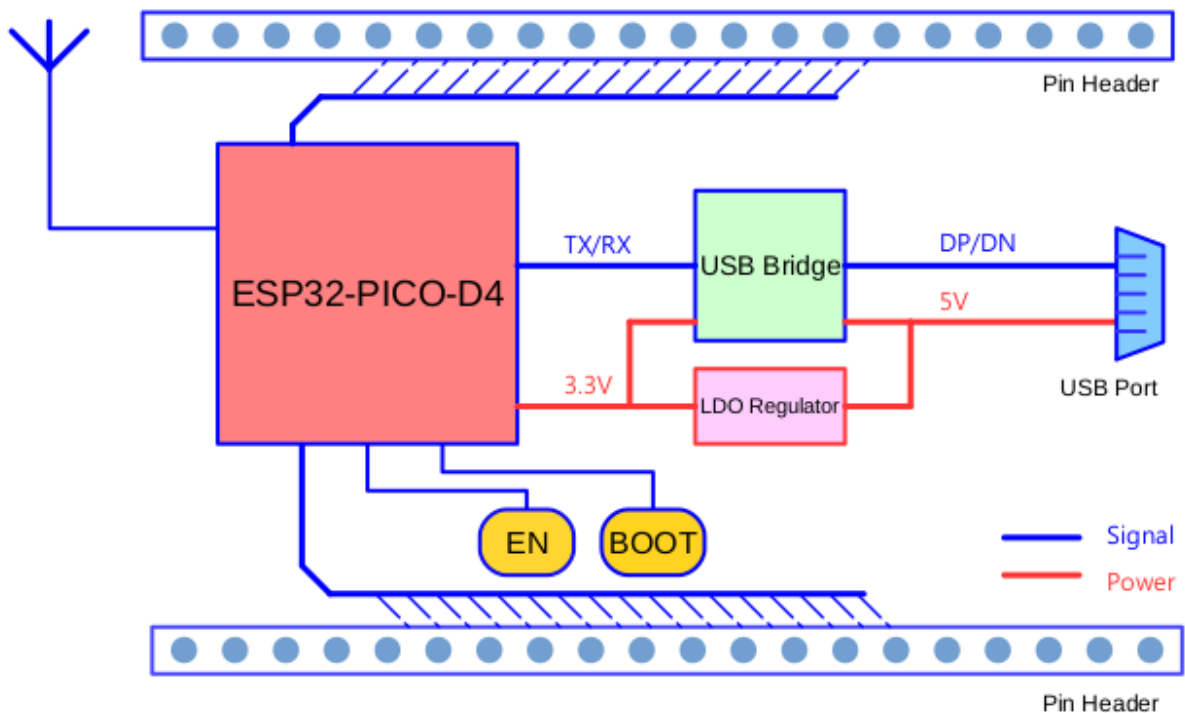 Pin Header
TX/RX
USB Bridge
DP/DN
ESP32-PICO-D4
5V
3.3V
LDO Regulator
USB Port
EN
BOOT
Signal
Power
Pin Header